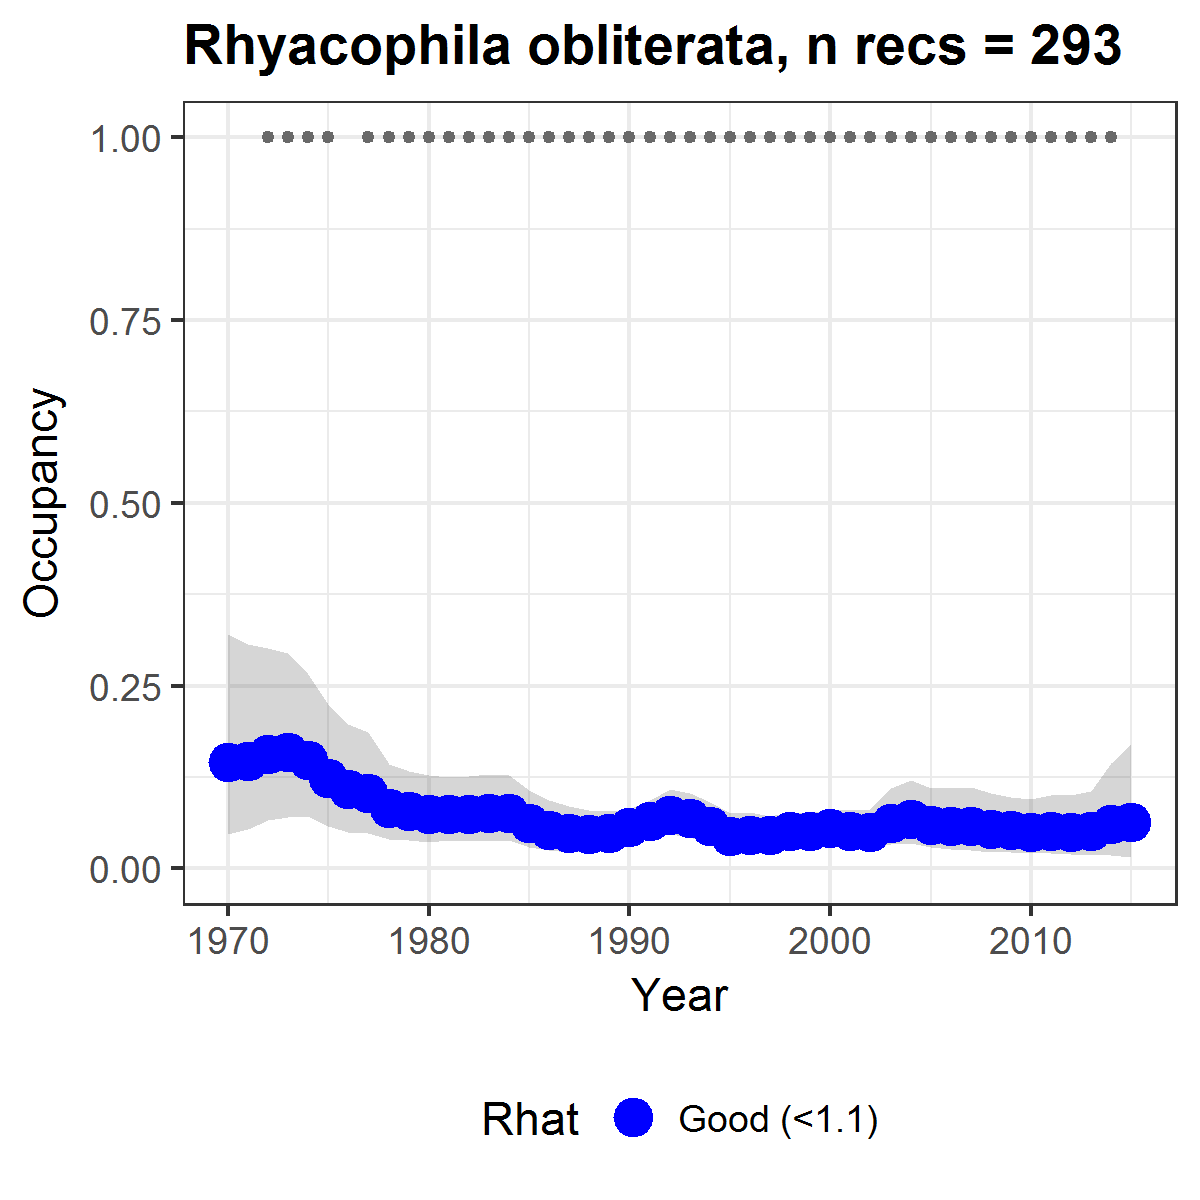 Rhyacophila obliterata, n recs = 293
1.00
0.75
0.50
0.25
0.00
Occupancy
1970 1980 1990 2000 2010
Year
Rhat Good (<1.1)